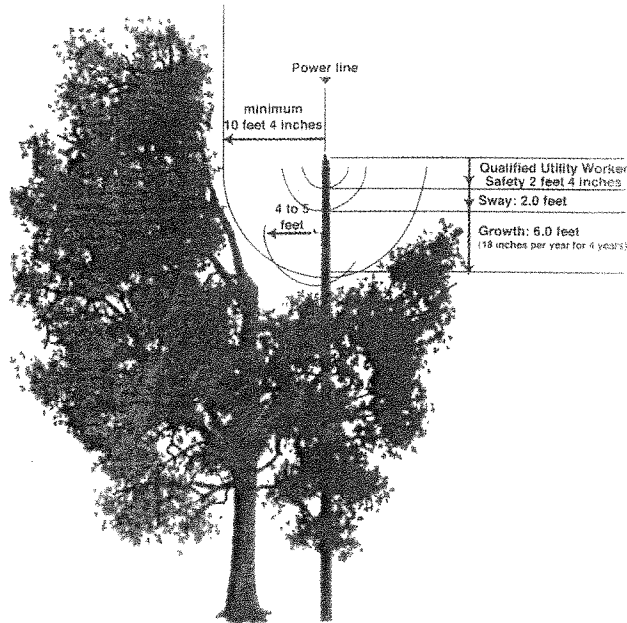 Power line
minimum
10 feet 4 inches
Qualified Utility Worker
Safety 2 feet 4 inches
Sway: 2.0 feet
4 to 5
feet
Growth: 6.0 feet
(18 inches per year for 4 years)